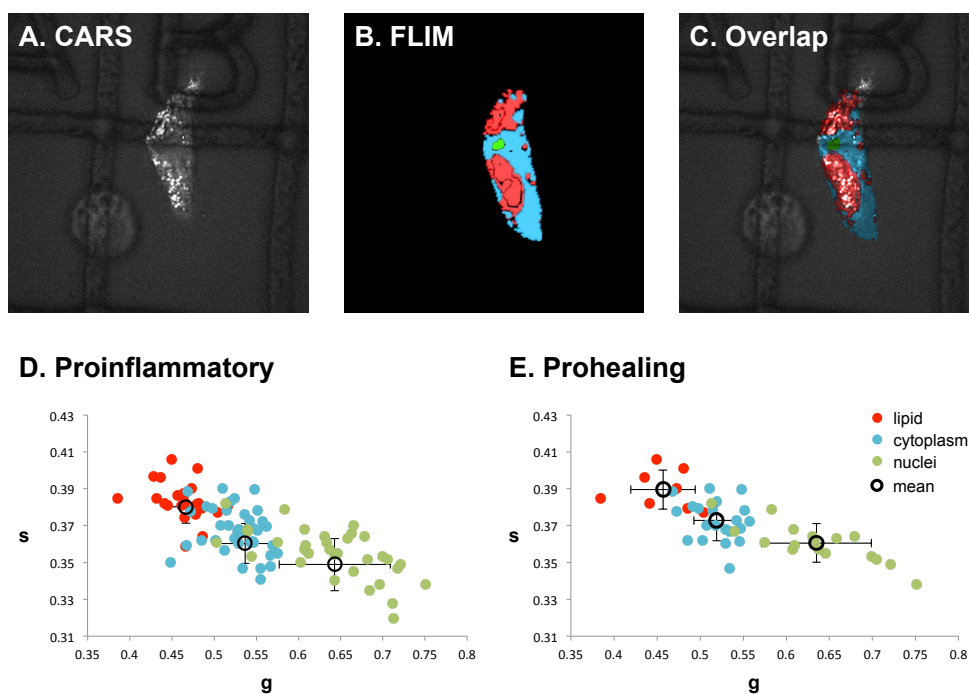 A. CARS
B. FLIM
C. Overlap
D. Proinflammatory
0.43
0.41
0.39
0.37
0.35
0.33
0.31
s
0.35
0.4
0.45
0.5
0.55
0.6
0.65
0.7
0.75
0.8
g
E. Prohealing
0.43
0.41
0.39
0.37
0.35
0.33
0.31
s
0.35
0.4
0.45
0.5
0.55
0.6
0.65
0.7
0.75
0.8
g
lipid
cytoplasm
nuclei
mean